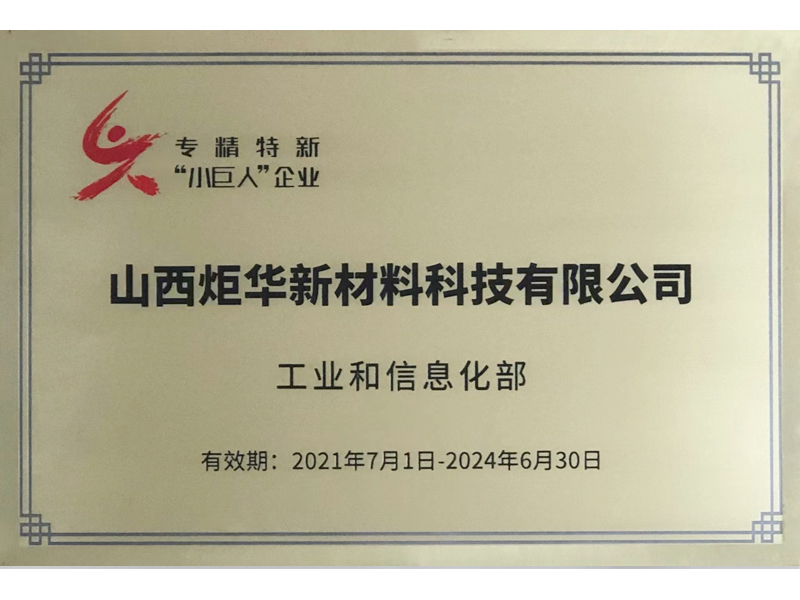 专精特新
“小巨人”企业
山西炬华新材料科技有限公司
工业和信息化部
有效期：2021年7月1日-2024年6月30日